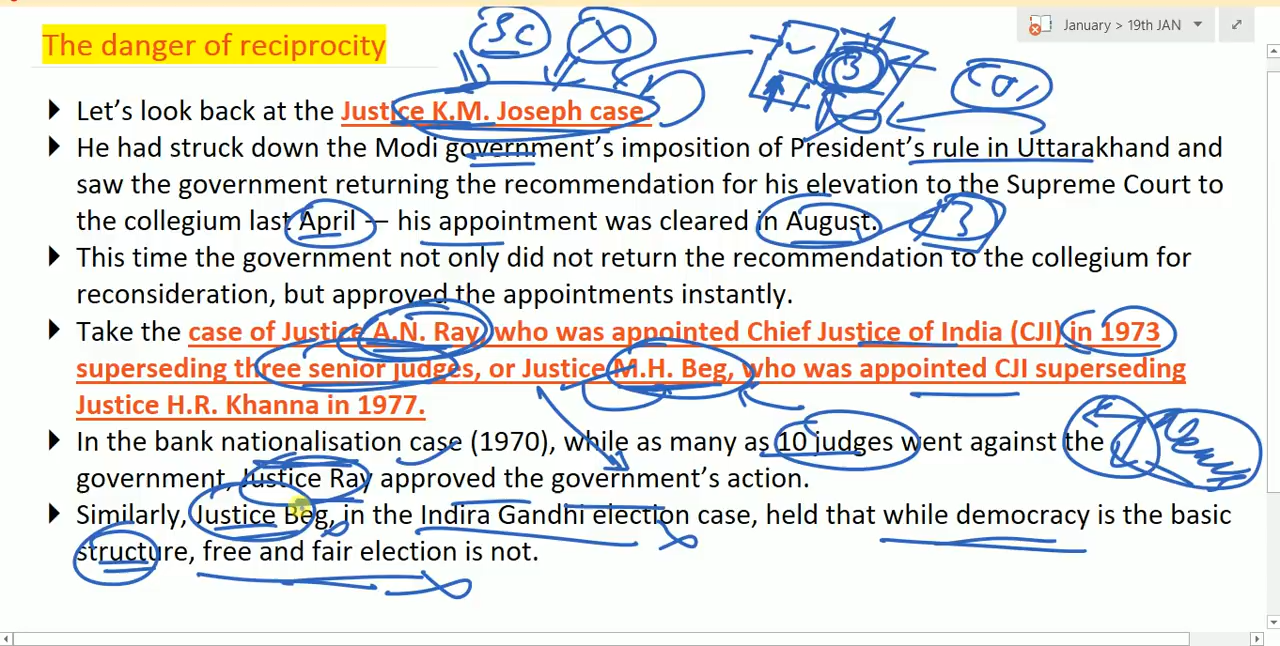 The danger of reciprocity
January > 19th JAN
3C
3
COI
Let's look back at the Justice K.M. Joseph case.
He had struck down the Modi government's imposition of President's rule in Uttarakhand and
saw the government returning the recommendation for his elevation to the Supreme Court to
the collegium last April — his appointment was cleared in August.
3
This time the government not only did not return the recommendation to the collegium for
reconsideration, but approved the appointments instantly.
Take the case of Justice A.N. Ray, who was appointed Chief Justice of India (CJI) in 1973
superseding three senior judges, or Justice M.H. Beg, who was appointed CJI superseding
Justice H.R. Khanna in 1977.
In the bank nationalisation case (1970), while as many as 10 judges went against the
government, Justice Ray approved the government's action.
Similarly, Justice Beg, in the Indira Gandhi election case, held that while democracy is the basic
structure, free and fair election is not.